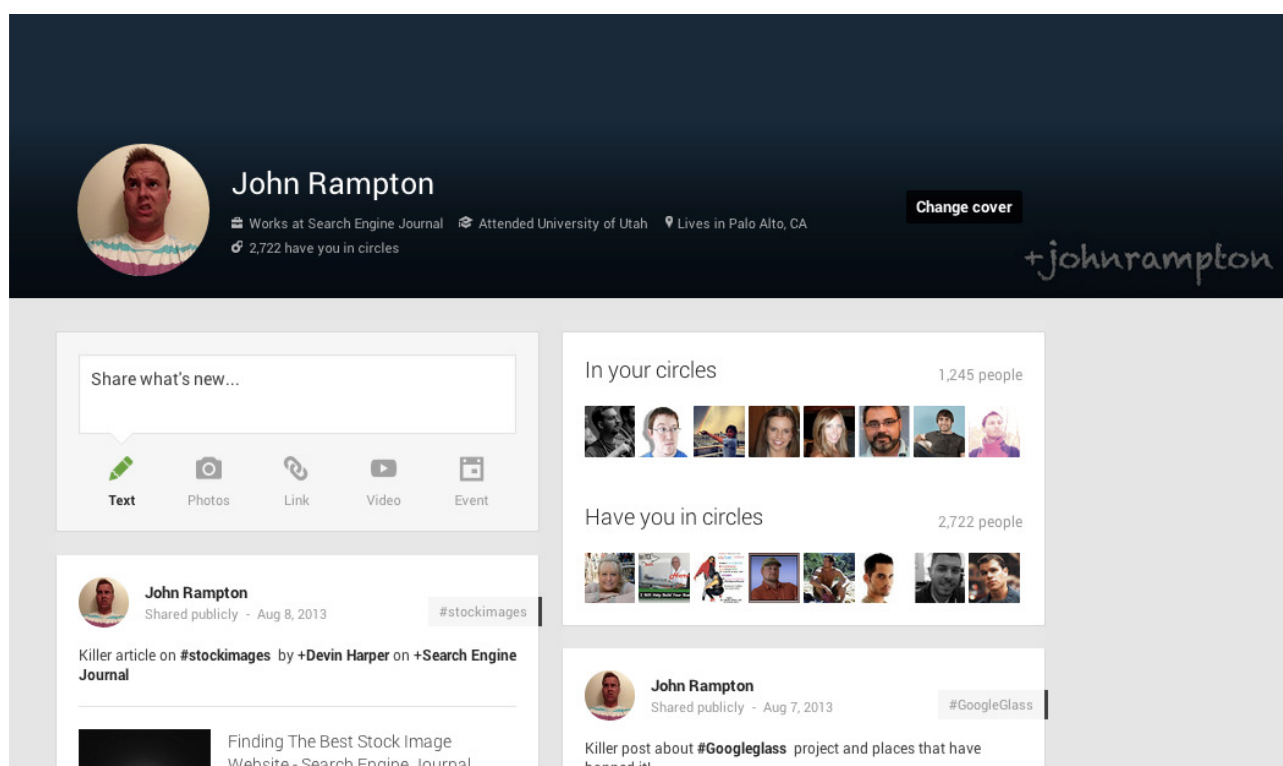 John Rampton
Works at Search Engine Journal Attended University of Utah Lives in Palo Alto, CA
2,722 have you in circles
Change cover
+johnrampton
Share what's new...
Text Photos Link Video Event
In your circles
1,245 people
Have you in circles
2,722 people
John Rampton
Shared publicly - Aug 8, 2013
#stockimages
Killer article on #stockimages by +Devin Harper on +Search Engine
Journal
Finding The Best Stock Image
Website - Search Engine Journal
John Rampton
Shared publicly - Aug 7, 2013
#GoogleGlass
Killer post about #Googleglass project and places that have